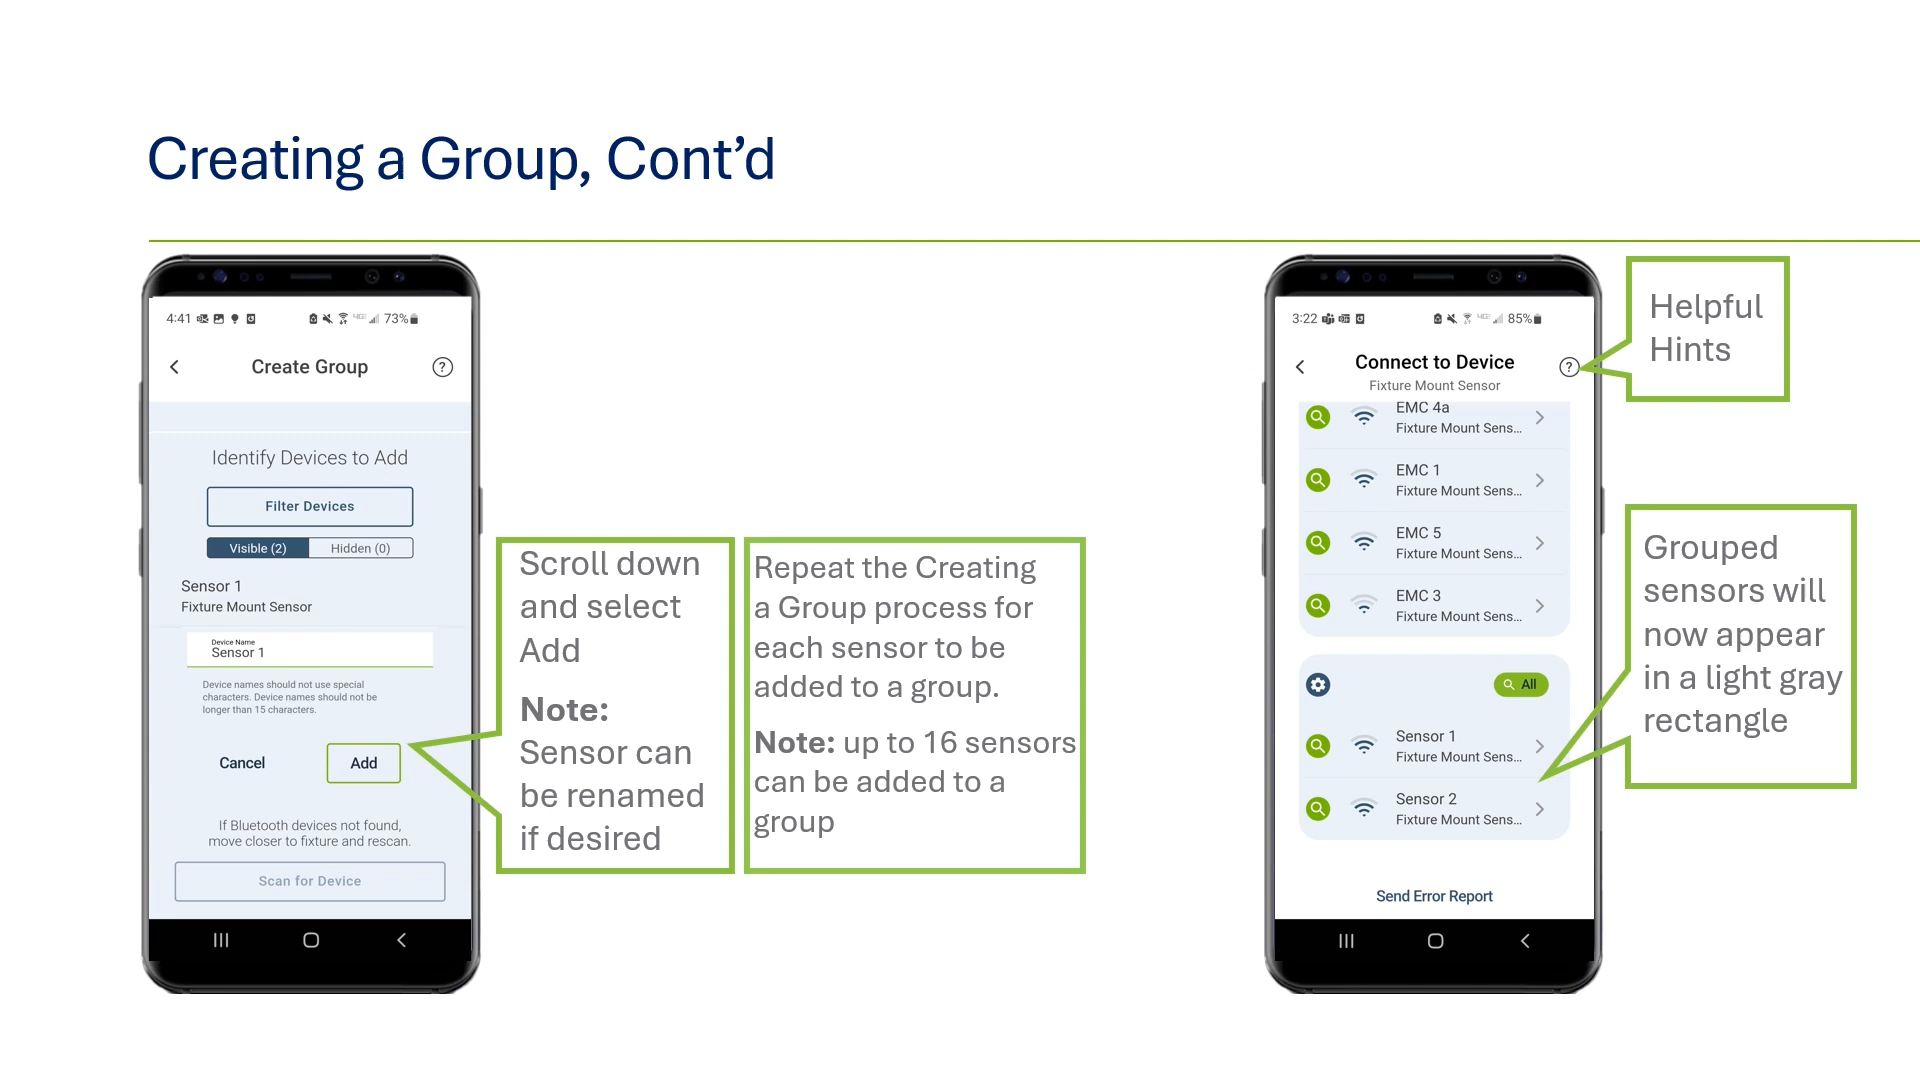 Creating a Group, Cont’d
4:41
73%
Create Group
?
Identify Devices to Add
Filter Devices
Visible (2)
Hidden (0)
Sensor 1
Fixture Mount Sensor
Device Name
Sensor 1
Device names should not use special
characters. Device names should not be
longer than 15 characters.
Cancel
Add
If Bluetooth devices not found,
move closer to fixture and rescan.
Scan for Device
Scroll down
and select
Add
Note:
Sensor can
be renamed
if desired
Repeat the Creating
a Group process for
each sensor to be
added to a group.
Note: up to 16 sensors
can be added to a
group
3:22
85%
Connect to Device
Fixture Mount Sensor
?
EMC 4a
Fixture Mount Sens...
EMC 1
Fixture Mount Sens...
EMC 5
Fixture Mount Sens...
EMC 3
Fixture Mount Sens...
All
Sensor 1
Fixture Mount Sens...
Sensor 2
Fixture Mount Sens...
Send Error Report
Helpful
Hints
Grouped
sensors will
now appear
in a light gray
rectangle